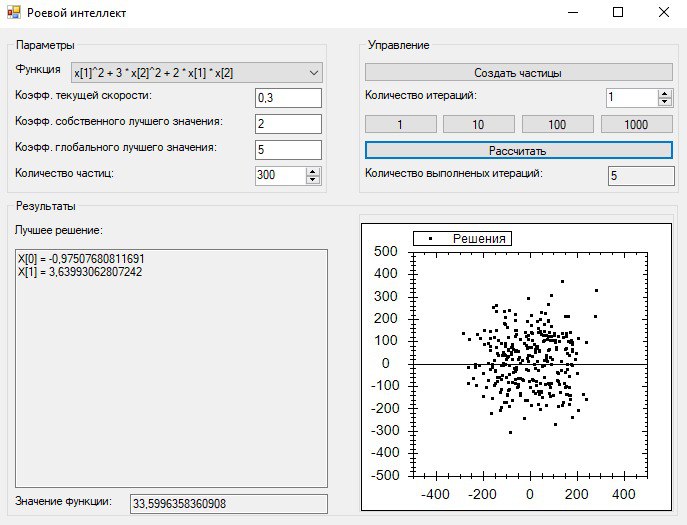 Роевой интеллект
Параметры
Функция
x[1]^2 + 3 * x[2]^2 + 2 * x[1] * x[2]
Коэфф. текущей скорости:
0,3
Коэфф. собственного лучшего значения:
2
Коэфф. глобального лучшего значения:
5
Количество частиц:
300
Управление
Создать частицы
Количество итераций:
1
1
10
100
1000
Рассчитать
Количество выполненых итераций:
5
Результаты
Лучшее решение:
X[0] = -0,97507680811691
X[1] = 3,63993062807242
Значение функции:
33,5996358360908
Решения
500
400
300
200
100
0
-100
-200
-300
-400
-500
-400
-200
0
200
400